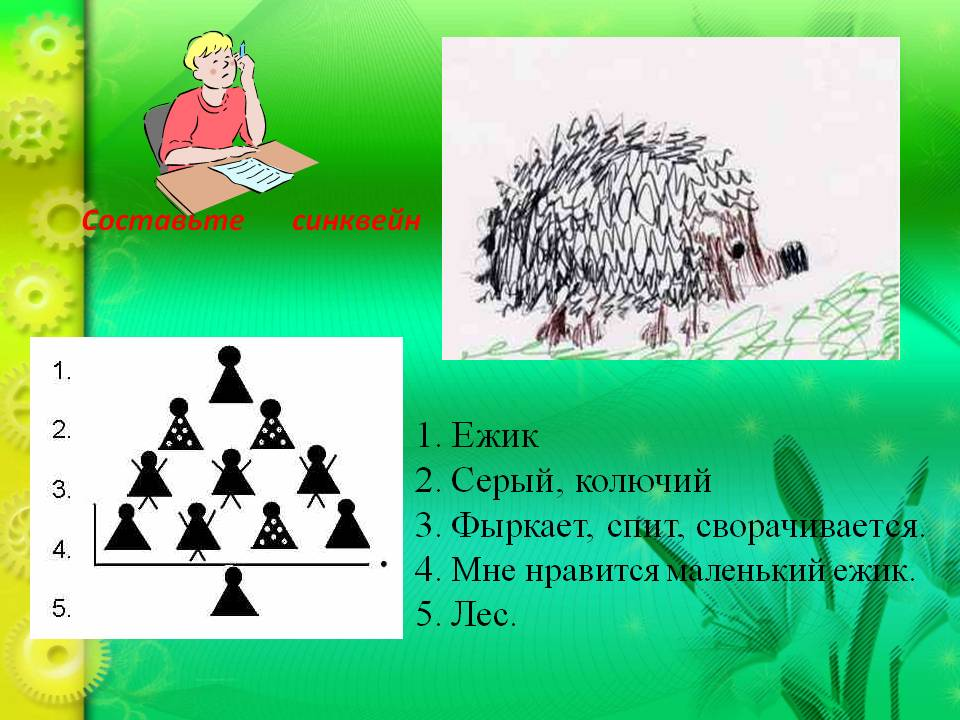 Составьте синквейн
1.
2.
3.
4.
5.
1. Ежик
2. Серый, колючий
3. Фыркает, спит, сворачивается.
4. Мне нравится маленький ежик.
5. Лес.